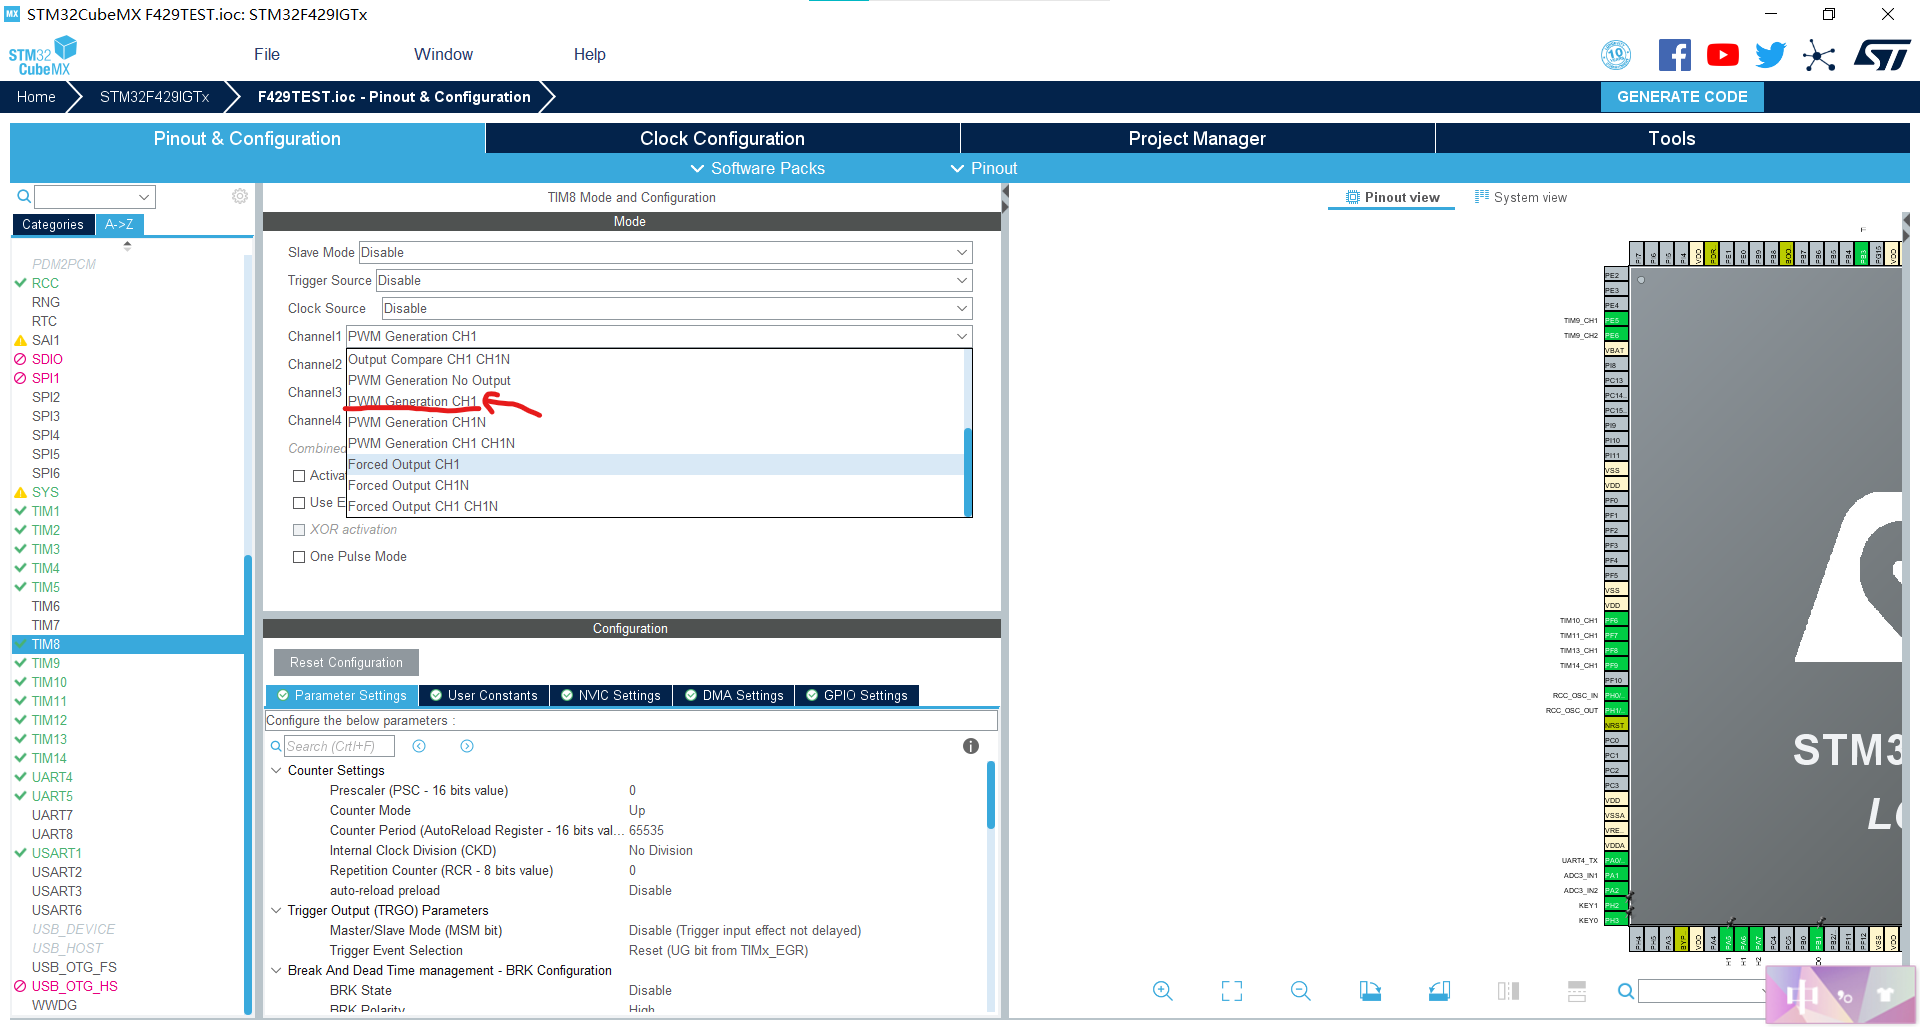 STM32CubeMX F429TEST.ioc: STM32F429IGTx
STM32
CubeMX
File
Window
Help
10
Home
STM32F429IGTx
F429TEST.ioc - Pinout & Configuration
GENERATE CODE
Pinout & Configuration
Clock Configuration
Project Manager
Tools
Software Packs
Pinout
Categories
A->Z
PDM2PCM
RCC
RNG
RTC
SAI1
SDIO
SPI1
SPI2
SPI3
SPI4
SPI5
SPI6
SYS
TIM1
TIM2
TIM3
TIM4
TIM5
TIM6
TIM7
TIM8
TIM9
TIM10
TIM11
TIM12
TIM13
TIM14
UART4
UART5
UART7
UART8
USART1
USART2
USART3
USART6
USB_DEVICE
USB_HOST
USB_OTG_FS
USB_OTG_HS
WWDG
TIM8 Mode and Configuration
Mode
Slave Mode Disable
Trigger Source Disable
Clock Source Disable
Channel1 PWM Generation CH1
Channel2
Channel3
Channel4
Combined
Output Compare CH1 CH1N
PWM Generation No Output
PWM Generation CH1
PWM Generation CH1N
PWM Generation CH1 CH1N
Forced Output CH1
Forced Output CH1N
Forced Output CH1 CH1N
Activa
Use E
XOR activation
One Pulse Mode
Configuration
Reset Configuration
Parameter Settings
User Constants
NVIC Settings
DMA Settings
GPIO Settings
Configure the below parameters :
Search (Crtl+F)
Counter Settings
Prescaler (PSC - 16 bits value) 0
Counter Mode Up
Counter Period (AutoReload Register - 16 bits val... 65535
Internal Clock Division (CKD) No Division
Repetition Counter (RCR - 8 bits value) 0
auto-reload preload Disable
Trigger Output (TRGO) Parameters
Master/Slave Mode (MSM bit) Disable (Trigger input effect not delayed)
Trigger Event Selection Reset (UG bit from TIMx_EGR)
Break And Dead Time management - BRK Configuration
BRK State Disable
BRK Polarity High
Pinout view
System view
PE2
PE3
PE4
TIM9_CH1 PE5
TIM9_CH2 PE6
VBAT
PI8
PC13
PC14..
PC15..
PI9
PI10
PI11
VSS
VDD
PF0
PF1
PF2
PF3
PF4
PF5
VSS
VDD
TIM10_CH1 PF6
TIM11_CH1 PF7
TIM13_CH1 PF8
TIM14_CH1 PF9
PF10
RCC_OSC_IN PH0/..
RCC_OSC_OUT PH1/..
NRST
PC0
PC1
PC2
PC3
VDD
VSSA
VRE..
VDDA
UART4_TX PA0/..
ADC3_IN1 PA1
ADC3_IN2 PA2
KEY1 PH2
KEY0 PH3
STM3
中